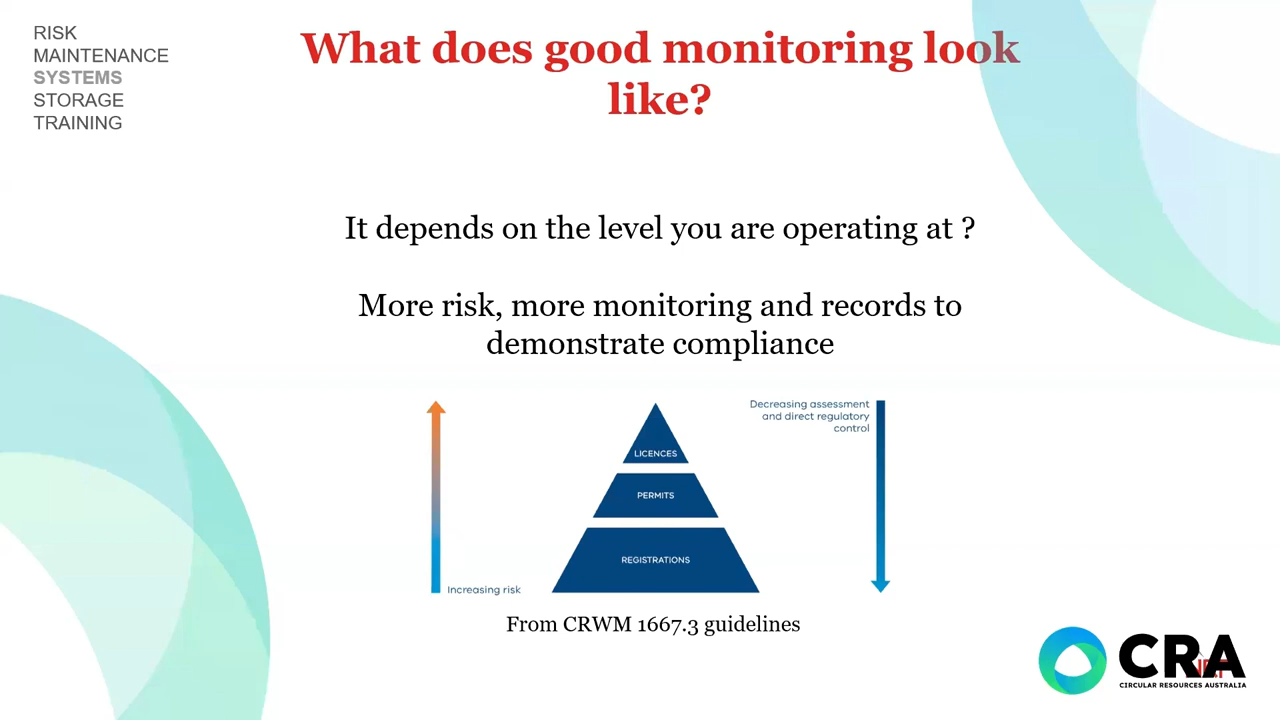 RISK
MAINTENANCE
SYSTEMS
STORAGE
TRAINING
What does good monitoring look
like?
It depends on the level you are operating at ?
More risk, more monitoring and records to
demonstrate compliance
Decreasing assessment
and direct regulatory
control
LICENCES
PERMITS
REGISTRATIONS
Increasing risk
From CRWM 1667.3 guidelines
CRA
CIRCULAR RESOURCES AUSTRALIA